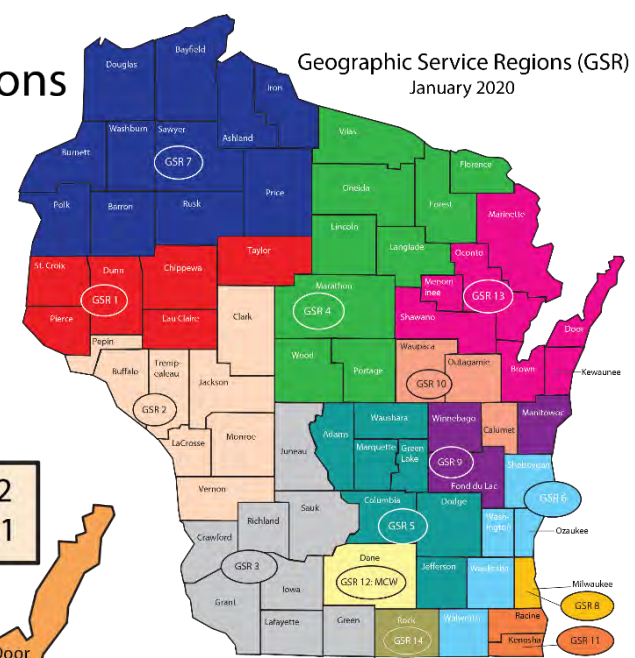 ons
Geographic Service Regions (GSR)
January 2020
Douglas
Bayfield
Iron
Ashland
Washburn
Sawyer
Burnett
GSR 7
Polk
Barron
Rusk
Price
Vilas
Florence
Oneida
Forest
Marinette
Lincoln
Langlade
Oconto
Taylor
St. Croix
Dunn
Chippewa
GSR 1
Pierce
Eau Claire
Marathon
GSR 4
Menom
inee
GSR 13
Shawano
Clark
Pepin
Buffalo
Tremp-
ealeau
Jackson
GSR 2
Wood
Portage
Waupaca
Outagamie
GSR 10
Brown
Door
Kewaunee
LaCrosse
Monroe
Juneau
Adams
Waushara
Marquette
Green
Lake
Winnebago
GSR 9
Calumet
Manitowoc
Fond du Lac
Sheboygan
GSR 6
Vernon
Crawford
Richland
Sauk
GSR 3
Columbia
GSR 5
Dodge
Wash-
ington
Ozaukee
Grant
Iowa
Dane
GSR 12: MCW
Jefferson
Waukesha
Milwaukee
GSR 8
Lafayette
Green
Rock
GSR 14
Walworth
Racine
Kenosha
GSR 11
2
1
Door